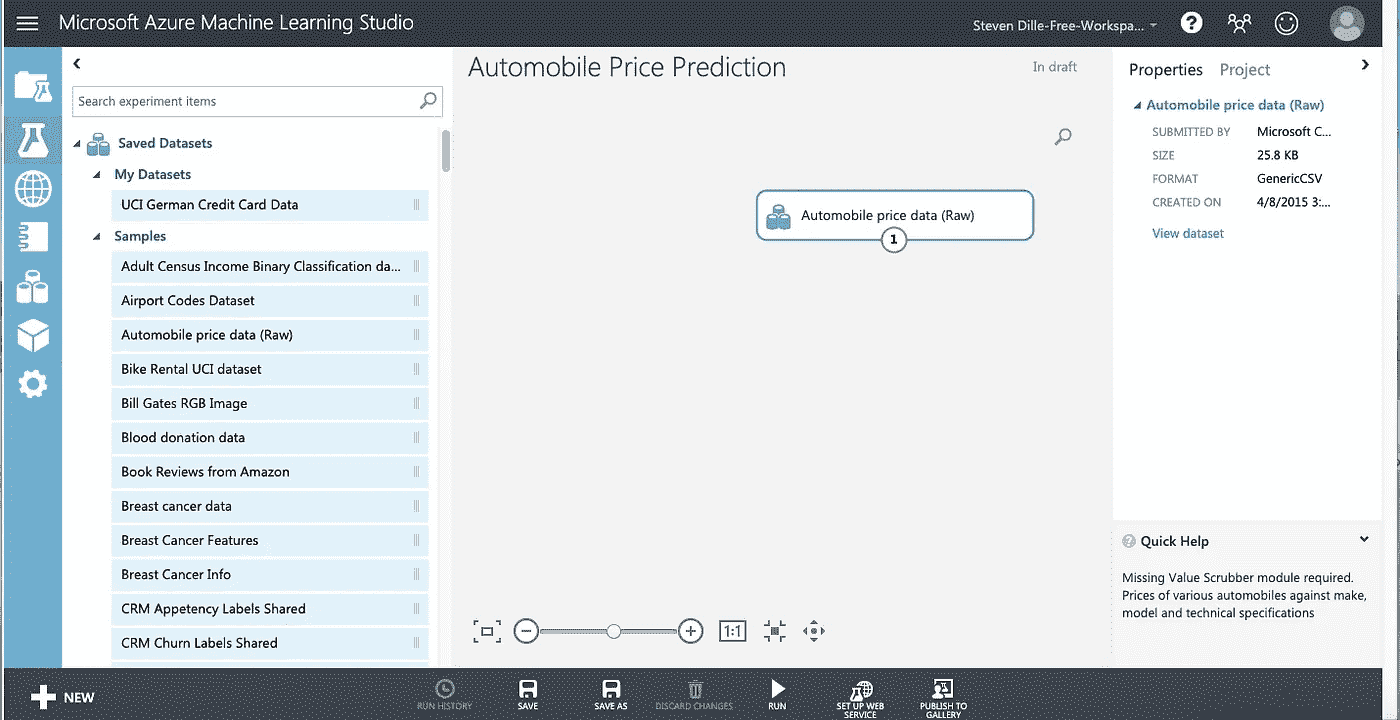 Microsoft Azure Machine Learning Studio
Steven Dille-Free-Workspa...
?
Search experiment items
Saved Datasets
My Datasets
UCI German Credit Card Data
Samples
Adult Census Income Binary Classification da...
Airport Codes Dataset
Automobile price data (Raw)
Bike Rental UCI dataset
Bill Gates RGB Image
Blood donation data
Book Reviews from Amazon
Breast cancer data
Breast Cancer Features
Breast Cancer Info
CRM Appetency Labels Shared
CRM Churn Labels Shared
Automobile Price Prediction
In draft
Automobile price data (Raw)
1
1:1
Properties Project
Automobile price data (Raw)
SUBMITTED BY Microsoft C...
SIZE 25.8 KB
FORMAT GenericCSV
CREATED ON 4/8/2015 3:...
View dataset
? Quick Help
Missing Value Scrubber module required.
Prices of various automobiles against make,
model and technical specifications
NEW
RUN HISTORY
SAVE
SAVE AS
DISCARD CHANGES
RUN
SET UP WEB
SERVICE
PUBLISH TO
GALLERY